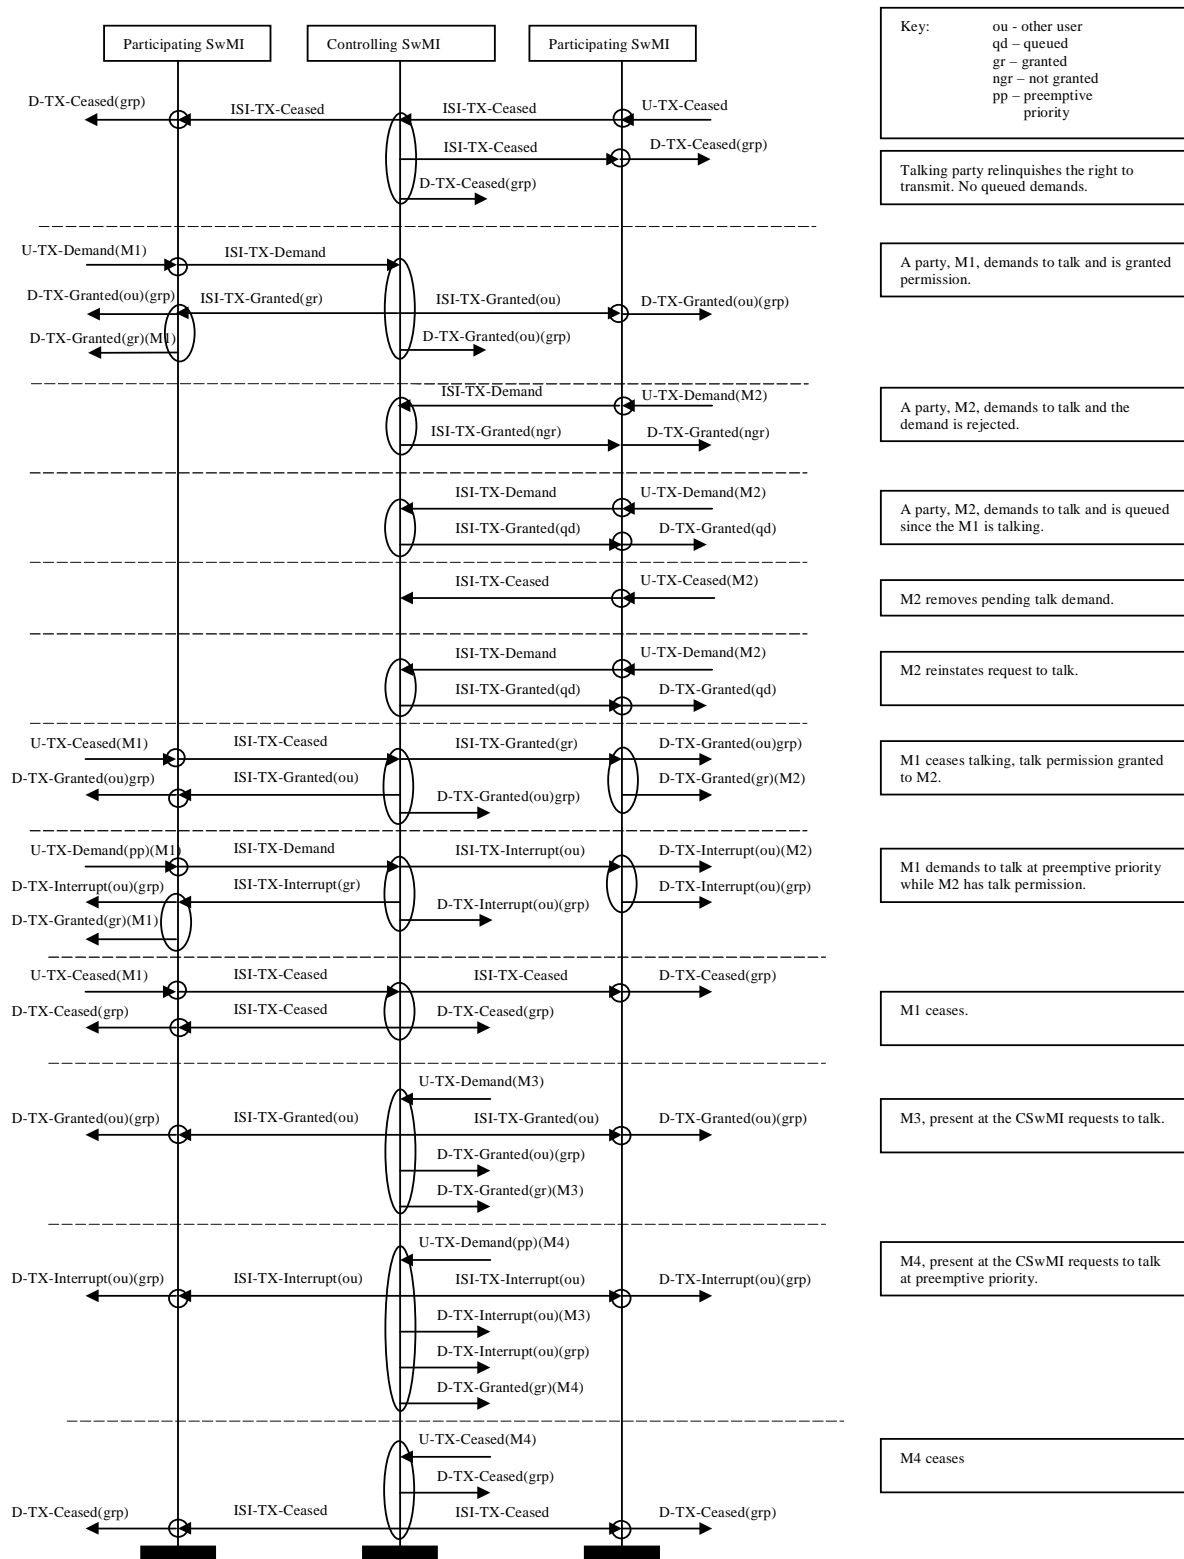 Participating SwMI
Controlling SwMI
Participating SwMI
Key: ou - other user
qd – queued
gr – granted
ngr – not granted
pp – preemptive
priority
D-TX-Ceased(grp)
ISI-TX-Ceased
ISI-TX-Ceased
U-TX-Ceased
ISI-TX-Ceased
D-TX-Ceased(grp)
D-TX-Ceased(grp)
Talking party relinquishes the right to
transmit. No queued demands.
U-TX-Demand(M1)
ISI-TX-Demand
D-TX-Granted(ou)(grp)
ISI-TX-Granted(gr)
ISI-TX-Granted(ou)
D-TX-Granted(ou)(grp)
D-TX-Granted(gr)(M1)
D-TX-Granted(ou)(grp)
A party, M1, demands to talk and is granted
permission.
ISI-TX-Demand
U-TX-Demand(M2)
ISI-TX-Granted(ngr)
D-TX-Granted(ngr)
A party, M2, demands to talk and the
demand is rejected.
ISI-TX-Demand
U-TX-Demand(M2)
ISI-TX-Granted(qd)
D-TX-Granted(qd)
A party, M2, demands to talk and is queued
since the M1 is talking.
ISI-TX-Ceased
U-TX-Ceased(M2)
M2 removes pending talk demand.
ISI-TX-Demand
U-TX-Demand(M2)
ISI-TX-Granted(qd)
D-TX-Granted(qd)
M2 reinstates request to talk.
U-TX-Ceased(M1)
ISI-TX-Ceased
ISI-TX-Granted(gr)
D-TX-Granted(ou)grp)
D-TX-Granted(ou)grp)
ISI-TX-Granted(ou)
D-TX-Granted(ou)grp)
D-TX-Granted(gr)(M2)
M1 ceases talking, talk permission granted
to M2.
U-TX-Demand(pp)(M1)
ISI-TX-Demand
ISI-TX-Interrupt(ou)
D-TX-Interrupt(ou)(M2)
D-TX-Interrupt(ou)(grp)
ISI-TX-Interrupt(gr)
D-TX-Interrupt(ou)(grp)
D-TX-Interrupt(ou)(grp)
D-TX-Granted(gr)(M1)
M1 demands to talk at preemptive priority
while M2 has talk permission.
U-TX-Ceased(M1)
ISI-TX-Ceased
ISI-TX-Ceased
D-TX-Ceased(grp)
D-TX-Ceased(grp)
ISI-TX-Ceased
D-TX-Ceased(grp)
M1 ceases.
U-TX-Demand(M3)
D-TX-Granted(ou)(grp)
ISI-TX-Granted(ou)
ISI-TX-Granted(ou)
D-TX-Granted(ou)(grp)
D-TX-Granted(ou)(grp)
D-TX-Granted(gr)(M3)
M3, present at the CSwMI requests to talk.
U-TX-Demand(pp)(M4)
D-TX-Interrupt(ou)(grp)
ISI-TX-Interrupt(ou)
ISI-TX-Interrupt(ou)
D-TX-Interrupt(ou)(grp)
D-TX-Interrupt(ou)(M3)
D-TX-Interrupt(ou)(grp)
D-TX-Granted(gr)(M4)
M4, present at the CSwMI requests to talk
at preemptive priority.
U-TX-Ceased(M4)
D-TX-Ceased(grp)
D-TX-Ceased(grp)
ISI-TX-Ceased
ISI-TX-Ceased
D-TX-Ceased(grp)
M4 ceases